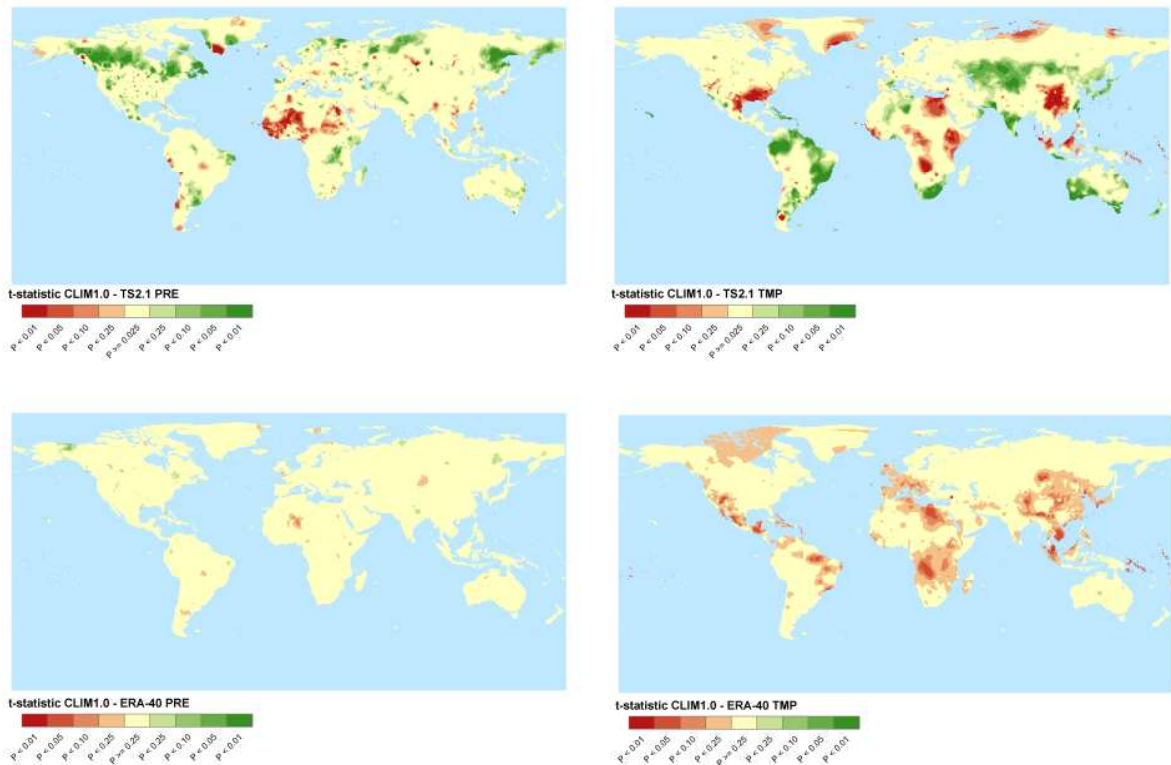 t-statistic CLIM1.0 - TS2.1 PRE
P < 0.01 P < 0.05 P < 0.10 P < 0.25 P >= 0.025 P < 0.25 P < 0.10 P < 0.05 P < 0.01
t-statistic CLIM1.0 - TS2.1 TMP
P < 0.01 P < 0.05 P < 0.10 P < 0.25 P >= 0.025 P < 0.25 P < 0.10 P < 0.05 P < 0.01
t-statistic CLIM1.0 - ERA-40 PRE
P < 0.01 P < 0.05 P < 0.10 P < 0.25 P >= 0.25 P < 0.25 P < 0.10 P < 0.05 P < 0.01
t-statistic CLIM1.0 - ERA-40 TMP
P < 0.01 P < 0.05 P < 0.10 P < 0.25 P >= 0.25 P < 0.25 P < 0.10 P < 0.05 P < 0.01